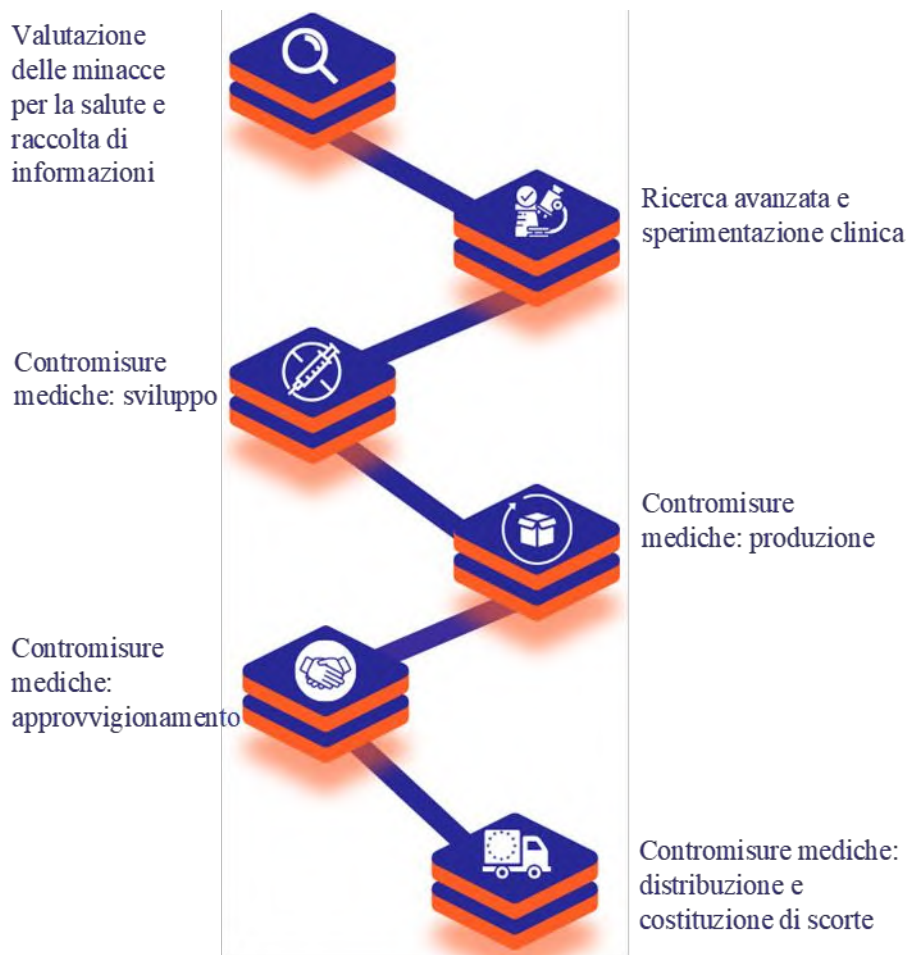 Valutazione
delle minacce
per la salute e
raccolta di
informazioni
Ricerca avanzata e
sperimentazione clinica
Contromisure
mediche: sviluppo
Contromisure
mediche: produzione
Contromisure
mediche:
approvvigionamento
Contromisure mediche:
distribuzione e
costituzione di scorte